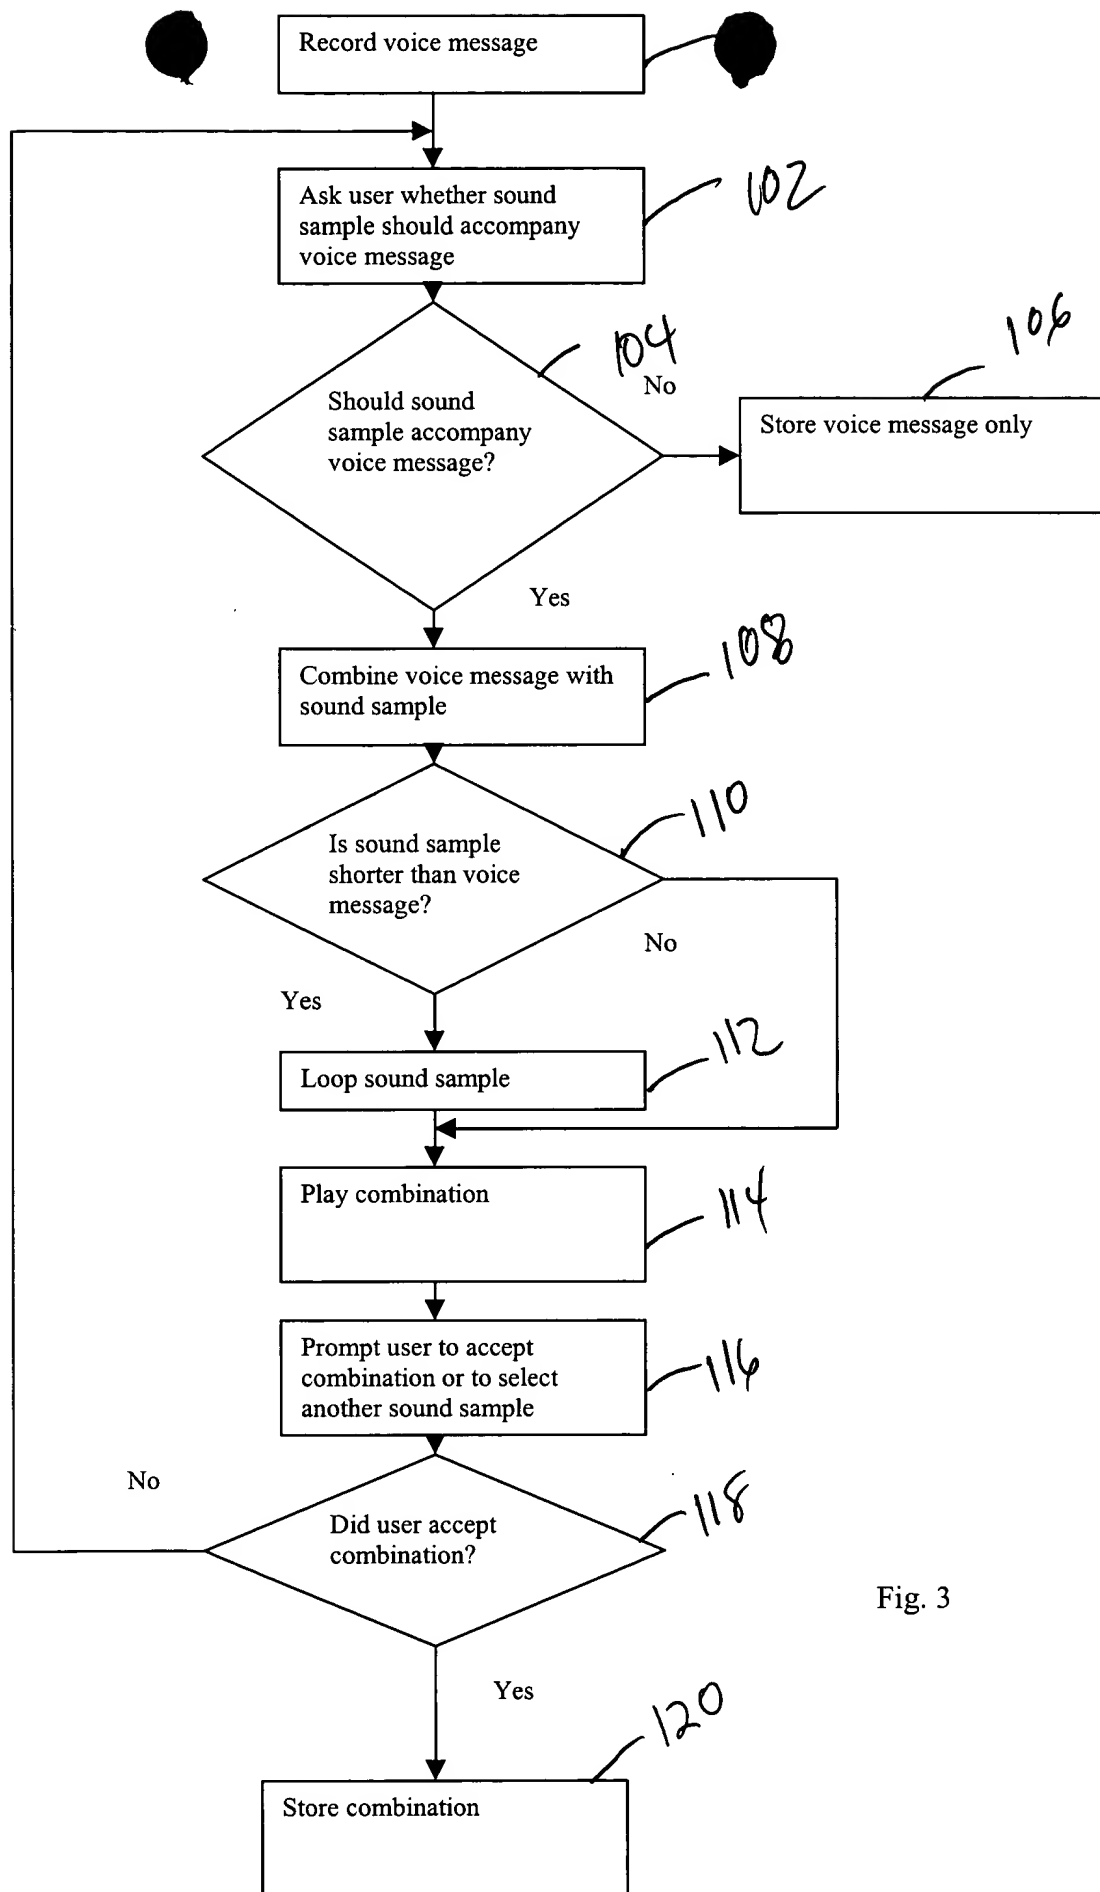 Record voice message
Ask user whether sound
sample should accompany
voice message
102
104
No
106
Should sound
sample accompany
voice message?
Store voice message only
Yes
108
Combine voice message with
sound sample
110
Is sound sample
shorter than voice
message?
No
Yes
112
Loop sound sample
Play combination
114
Prompt user to accept
combination or to select
another sound sample
116
No
118
Did user accept
combination?
Fig. 3
Yes
120
Store combination